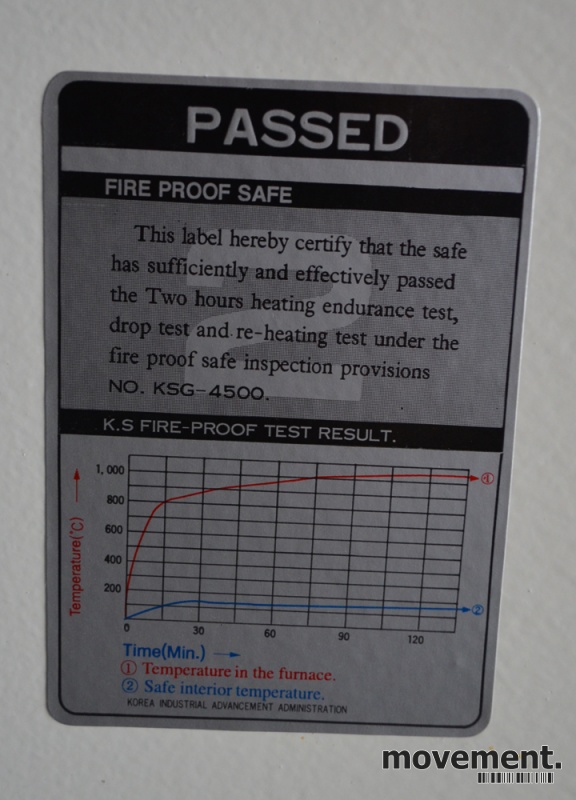 PASSED
FIRE PROOF SAFE
This label hereby certify that the safe
has sufficiently and effectively passed
the Two hours heating endurance test,
drop test and re-heating test under the
fire proof safe inspection provisions
NO. KSG-4500.
2
K.S FIRE-PROOF TEST RESULT.
Temperature(°C)
1,000
800
600
400
200
①
②
0 30 60 90 120
Time(Min.)
① Temperature in the furnace.
② Safe interior temperature.
KOREA INDUSTRIAL ADVANCEMENT ADMINISTRATION
movement.